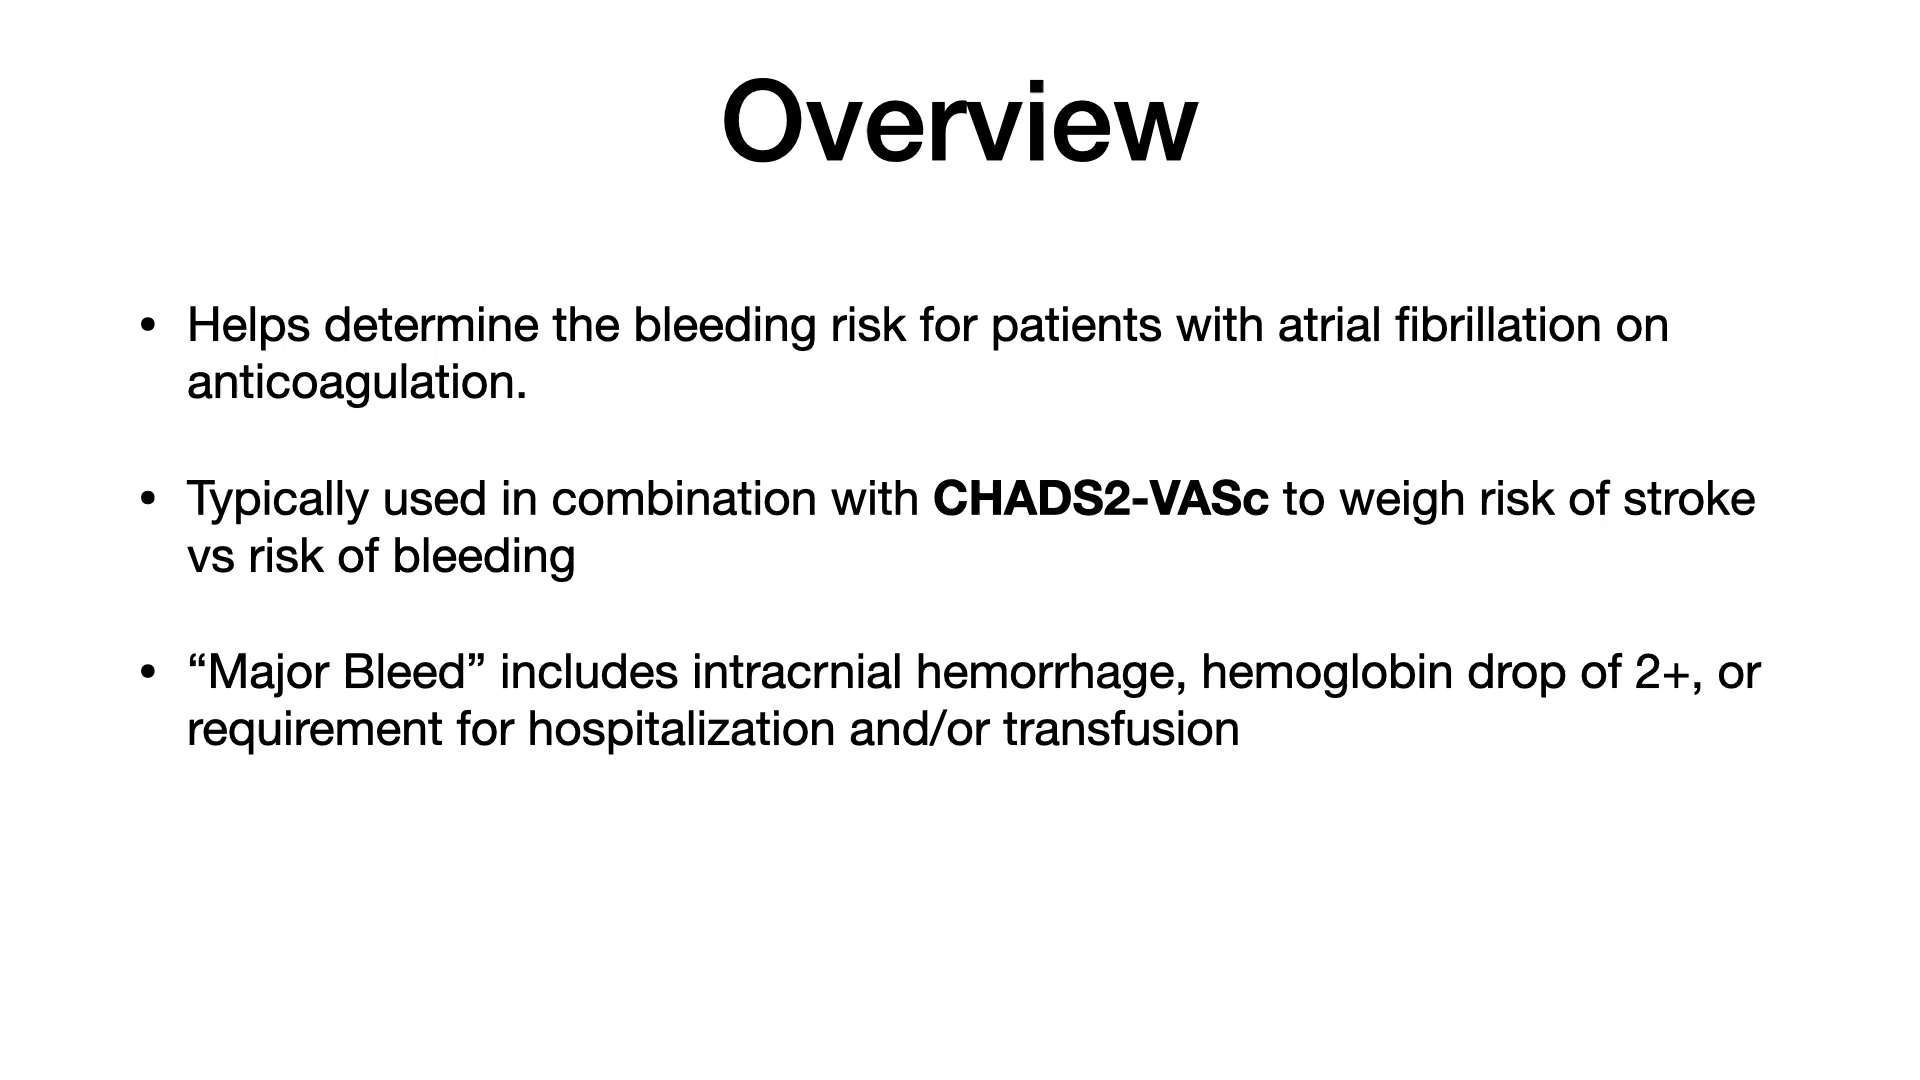 Overview
• Helps determine the bleeding risk for patients with atrial fibrillation on
anticoagulation.
• Typically used in combination with CHADS2-VASc to weigh risk of stroke
vs risk of bleeding
• “Major Bleed” includes intracrnial hemorrhage, hemoglobin drop of 2+, or
requirement for hospitalization and/or transfusion